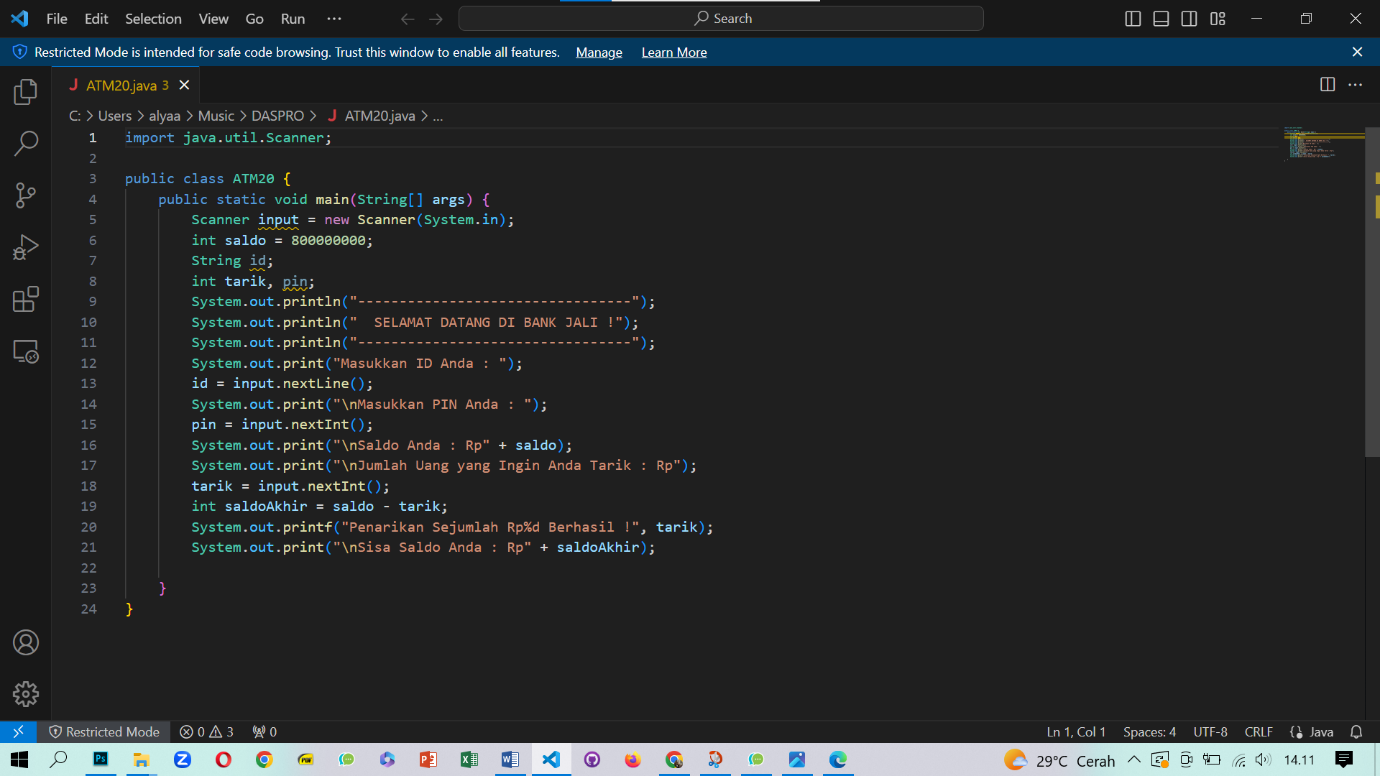 File Edit Selection View Go Run ··· Search
Restricted Mode is intended for safe code browsing. Trust this window to enable all features. Manage Learn More
J ATM20.java 3
C: > Users > alyaa > Music > DASPRO > J ATM20.java > ...
1 import java.util.Scanner;
2
3 public class ATM20 {
4 public static void main(String[] args) {
5 Scanner input = new Scanner(System.in);
6 int saldo = 800000000;
7 String id;
8 int tarik, pin;
9 System.out.println("---------------------------------");
10 System.out.println("  SELAMAT DATANG DI BANK JALI !");
11 System.out.println("---------------------------------");
12 System.out.print("Masukkan ID Anda : ");
13 id = input.nextLine();
14 System.out.print("\nMasukkan PIN Anda : ");
15 pin = input.nextInt();
16 System.out.print("\nSaldo Anda : Rp" + saldo);
17 System.out.print("\nJumlah Uang yang Ingin Anda Tarik : Rp");
18 tarik = input.nextInt();
19 int saldoAkhir = saldo - tarik;
20 System.out.printf("Penarikan Sejumlah Rp%d Berhasil !", tarik);
21 System.out.print("\nSisa Saldo Anda : Rp" + saldoAkhir);
22
23 }
24 }
Restricted Mode 0 3 0 Ln 1, Col 1 Spaces: 4 UTF-8 CRLF {} Java
29°C Cerah 14.11